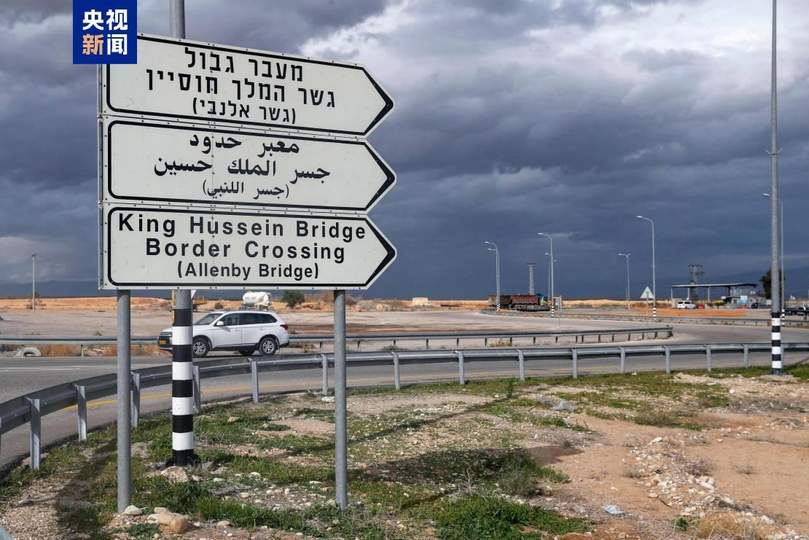 央视
新闻
מעבר גבול
גשר המלך חוסיין
(גשר אלנבי)
معبر حدود
جسر الملك حسين
(جسر اللنبي)
King Hussein Bridge
Border Crossing
(Allenby Bridge)